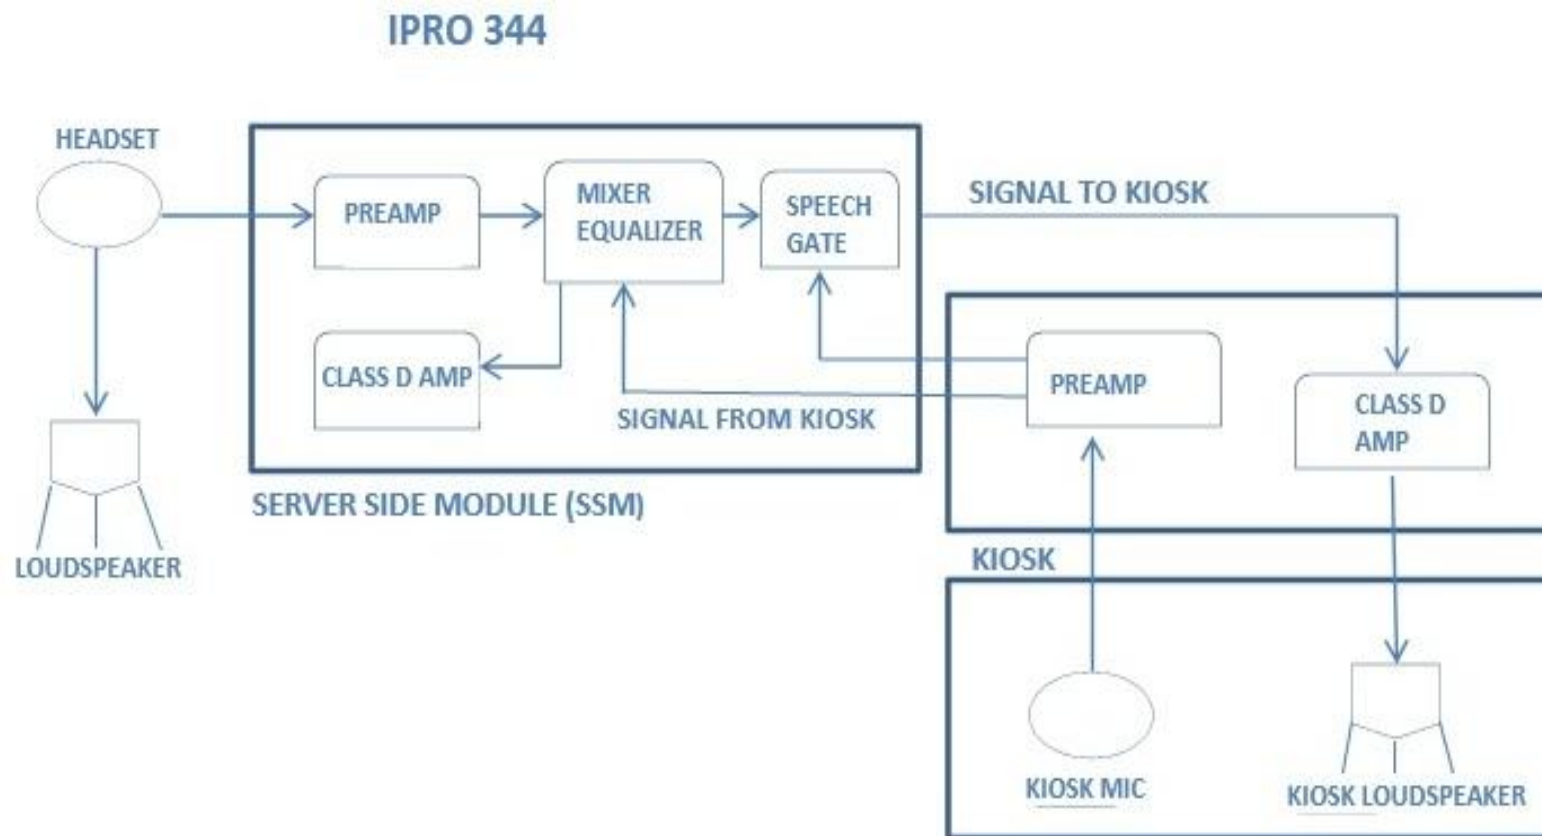 IPRO 344
HEADSET
PREAMP
MIXER
EQUALIZER
SPEECH
GATE
SIGNAL TO KIOSK
CLASS D AMP
SIGNAL FROM KIOSK
PREAMP
CLASS D
AMP
SERVER SIDE MODULE (SSM)
LOUDSPEAKER
KIOSK
KIOSK MIC
KIOSK LOUDSPEAKER